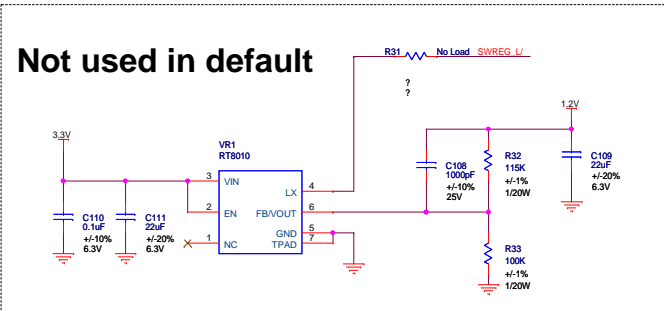 Not used in default
R31
No Load
SWREG_L/
?
?
1.2V
3.3V
VR1
RT8010
3
VIN
2
EN
1
NC
LX
4
FB/VOUT
6
GND
5
TPAD
7
C108
1000pF
+/-10%
25V
R32
115K
+/-1%
1/20W
C109
22uF
+/-20%
6.3V
C110
0.1uF
+/-10%
6.3V
C111
22uF
+/-20%
6.3V
R33
100K
+/-1%
1/20W